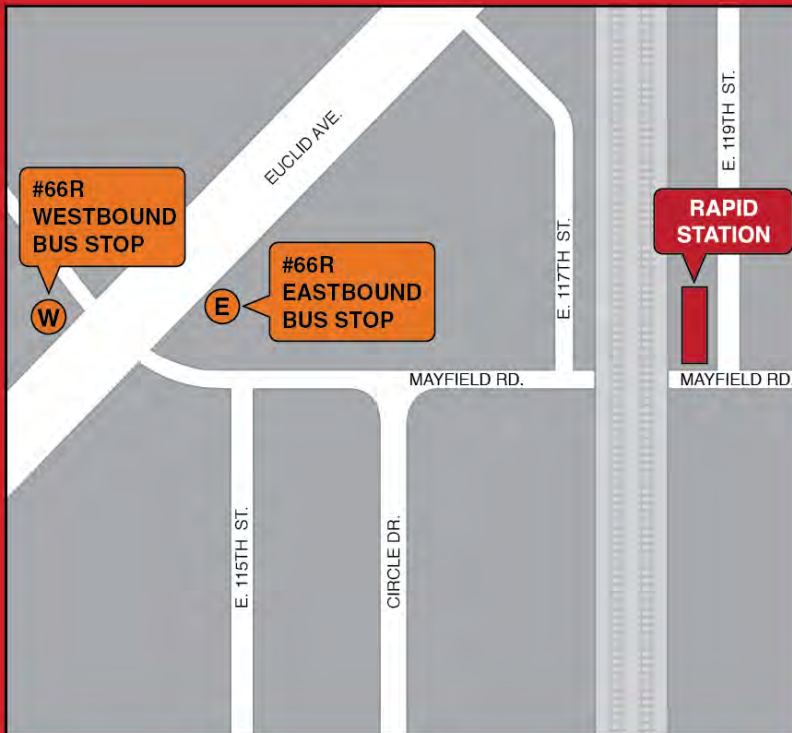 EUCLID AVE.
E. 119TH ST.
#66R
WESTBOUND
BUS STOP
RAPID
STATION
W
#66R
EASTBOUND
BUS STOP
E
E. 117TH ST.
MAYFIELD RD.
MAYFIELD RD.
E. 115TH ST.
CIRCLE DR.